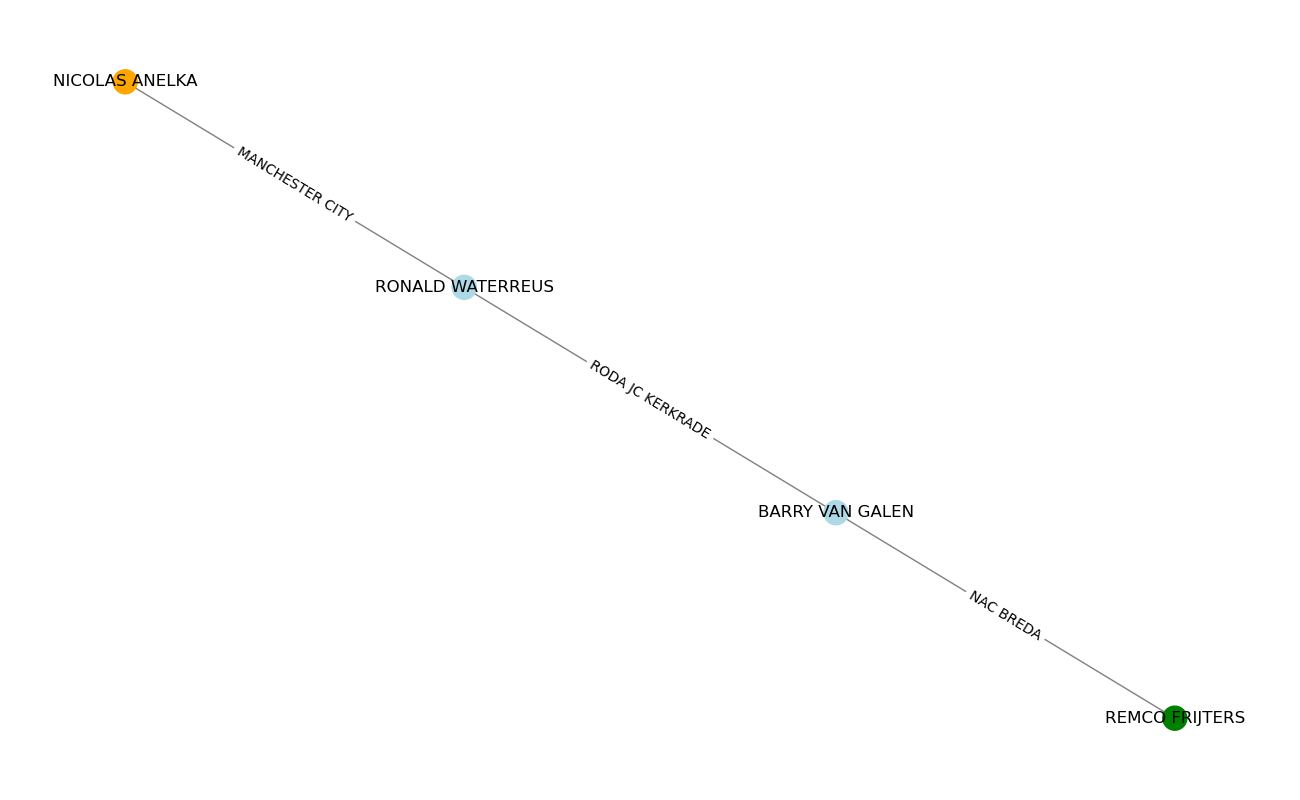 NICOLAS ANELKA
MANCHESTER CITY
RONALD WATERREUS
RODA JC KERKRADE
BARRY VAN GALEN
NAC BREDA
REMCO FRIJTERS